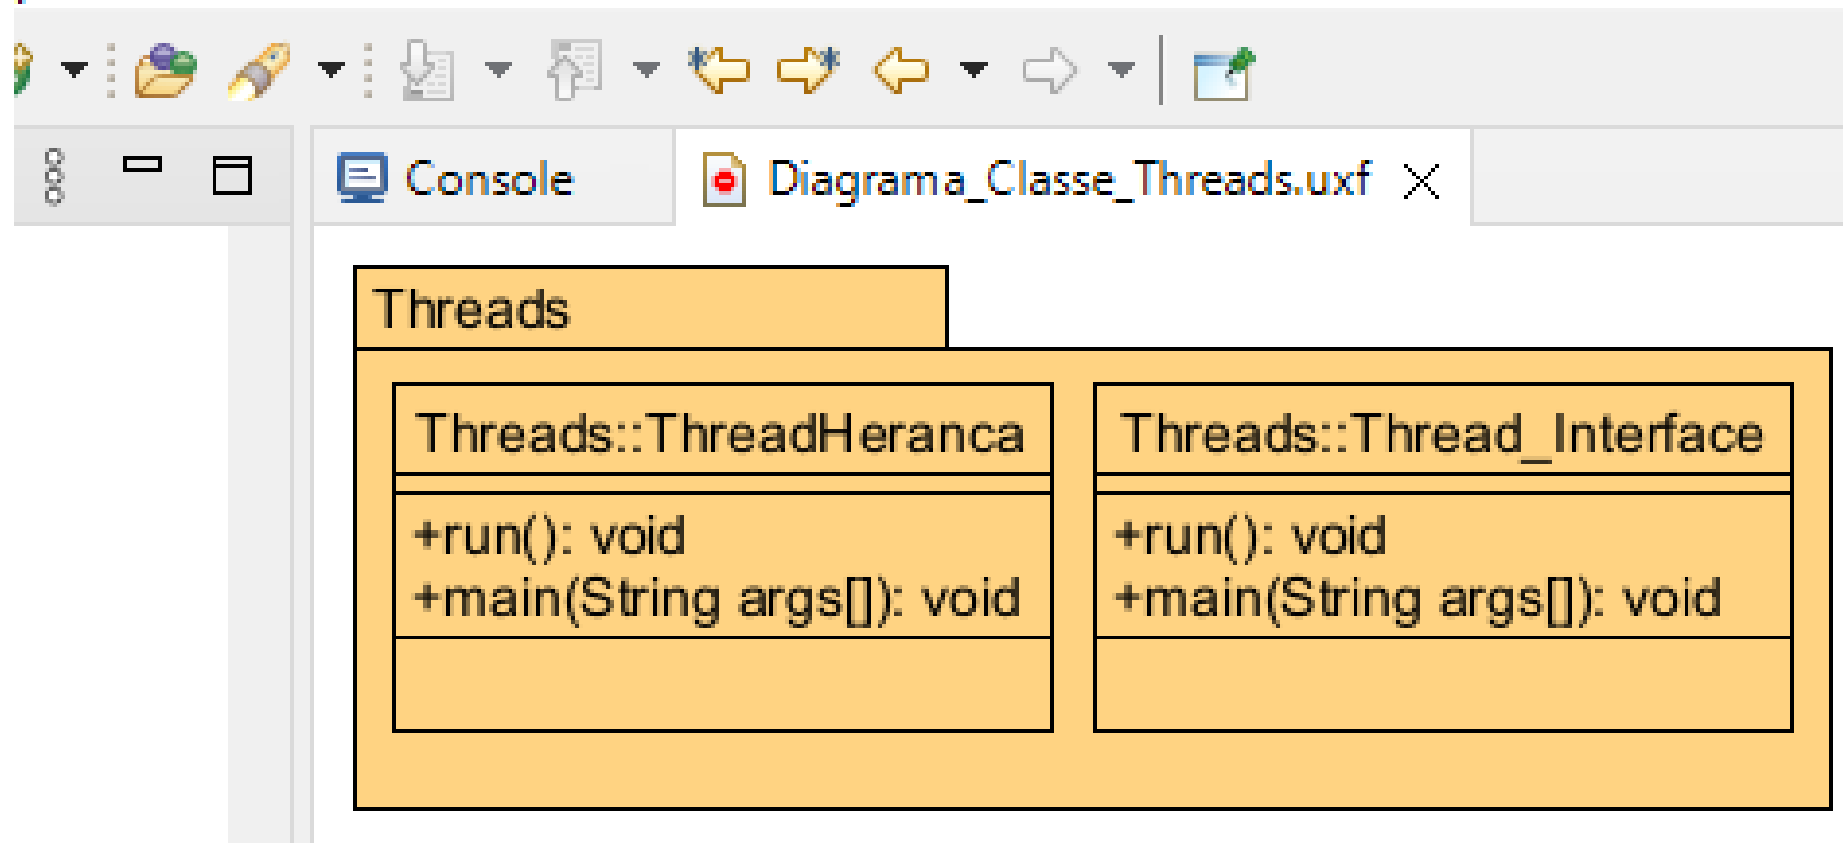 Console
Diagrama_Classe_Threads.uxf
Threads
Threads::ThreadHeranca
+run(): void
+main(String args[]): void
Threads::Thread_Interface
+run(): void
+main(String args[]): void